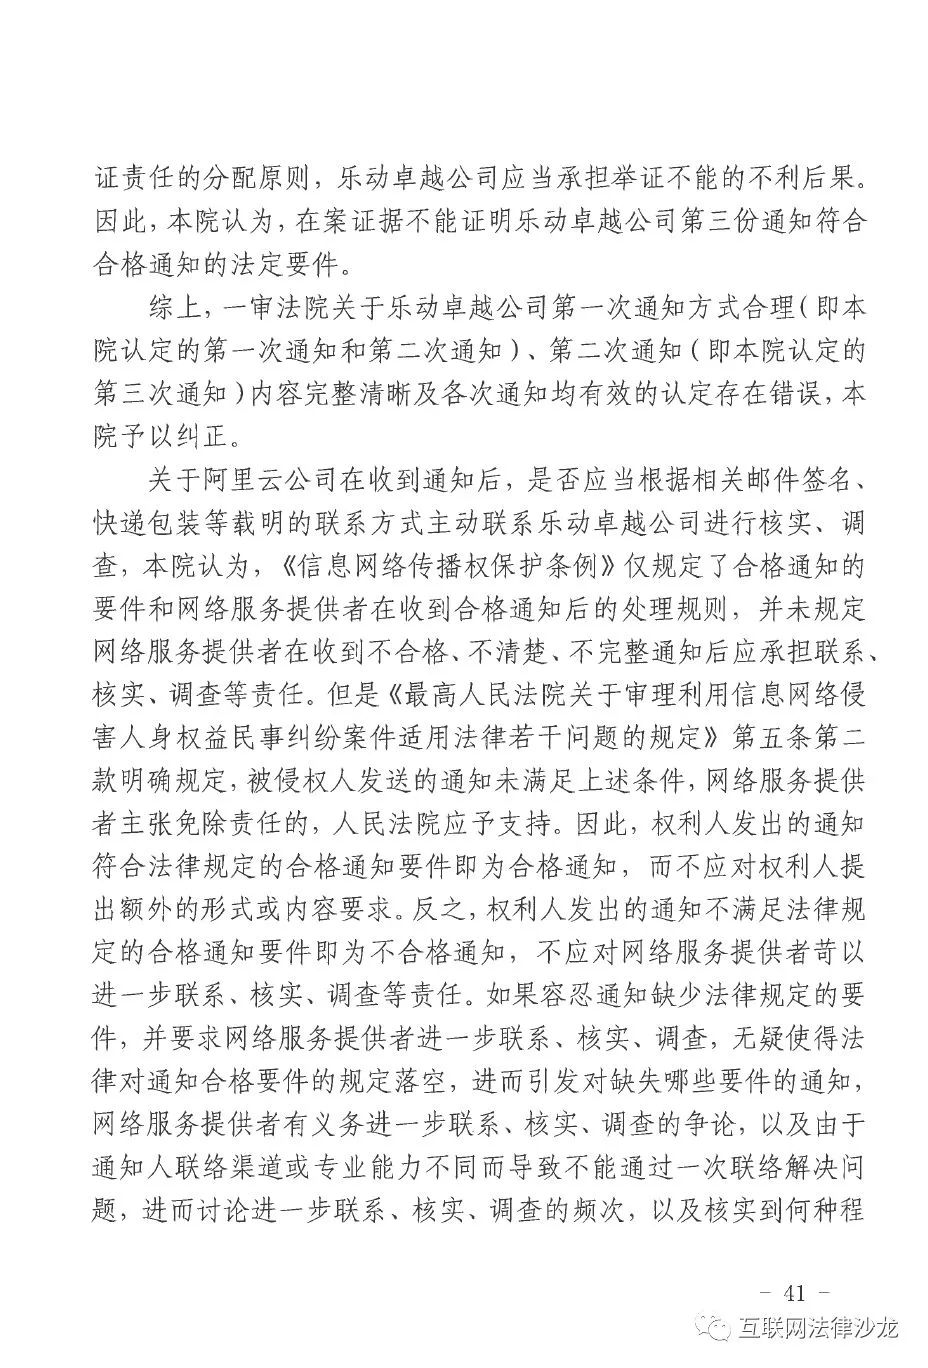 证责任的分配原则，乐动卓越公司应当承担举证不能的不利后果。
因此，本院认为，在案证据不能证明乐动卓越公司第三份通知符合
合格通知的法定要件。
综上，一审法院关于乐动卓越公司第一次通知方式合理（即本
院认定的第一次通知和第二次通知）、第二次通知（即本院认定的
第三次通知）内容完整清晰及各次通知均有效的认定存在错误，本
院予以纠正。
关于阿里云公司在收到通知后，是否应当根据相关邮件签名、
快递包装等载明的联系方式主动联系乐动卓越公司进行核实、调
查，本院认为，《信息网络传播权保护条例》仅规定了合格通知的
要件和网络服务提供者在收到合格通知后的处理规则，并未规定
网络服务提供者在收到不合格、不清楚、不完整通知后应承担联系、
核实、调查等责任。但是《最高人民法院关于审理利用信息网络侵
害人身权益民事纠纷案件适用法律若干问题的规定》第五条第二
款明确规定，被侵权人发送的通知未满足上述条件，网络服务提供
者主张免除责任的，人民法院应予支持。因此，权利人发出的通知
符合法律规定的合格通知要件即为合格通知，而不应对权利人提
出额外的形式或内容要求。反之，权利人发出的通知不满足法律规
定的合格通知要件即为不合格通知，不应对网络服务提供者苛以
进一步联系、核实、调查等责任。如果容忍通知缺少法律规定的要
件，并要求网络服务提供者进一步联系、核实、调查，无疑使得法
律对通知合格要件的规定落空，进而引发对缺失哪些要件的通知，
网络服务提供者有义务进一步联系、核实、调查的争论，以及由于
通知人联络渠道或专业能力不同而导致不能通过一次联络解决问
题，进而讨论进一步联系、核实、调查的频次，以及核实到何种程
- 41 -
互联网法律沙龙